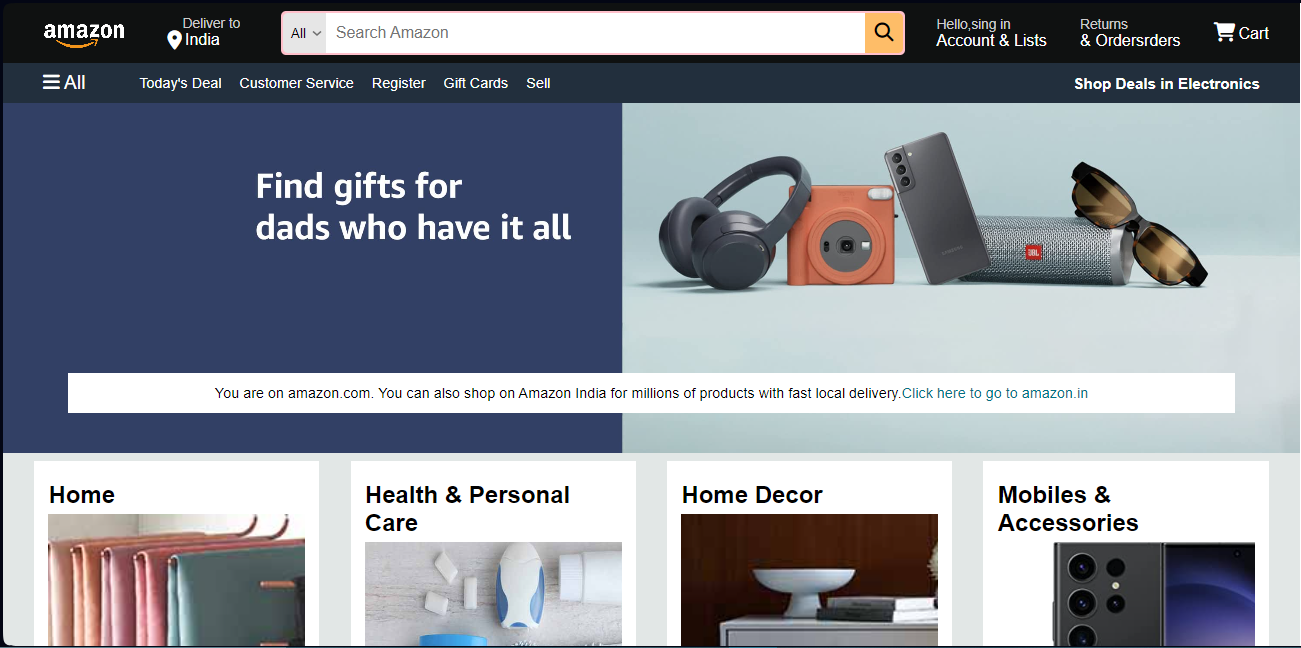 amazon
Deliver to
India
All
Search Amazon
Hello,sing in
Account & Lists
Returns
& Ordersrders
Cart
All
Today's Deal
Customer Service
Register
Gift Cards
Sell
Shop Deals in Electronics
Find gifts for
dads who have it all
JBL
You are on amazon.com. You can also shop on Amazon India for millions of products with fast local delivery.Click here to go to amazon.in
Home
Health & Personal
Care
Home Decor
Mobiles &
Accessories